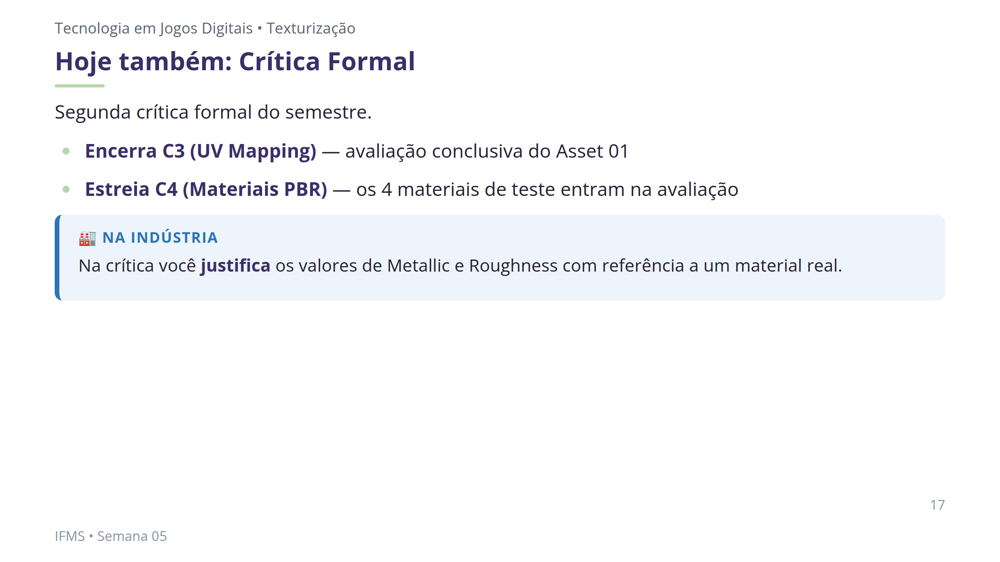 Tecnologia em Jogos Digitais • Texturização
Hoje também: Crítica Formal
Segunda crítica formal do semestre.
• Encerra C3 (UV Mapping) — avaliação conclusiva do Asset 01
• Estreia C4 (Materiais PBR) — os 4 materiais de teste entram na avaliação
🏭 NA INDÚSTRIA
Na crítica você justifica os valores de Metallic e Roughness com referência a um material real.
17
IFMS • Semana 05